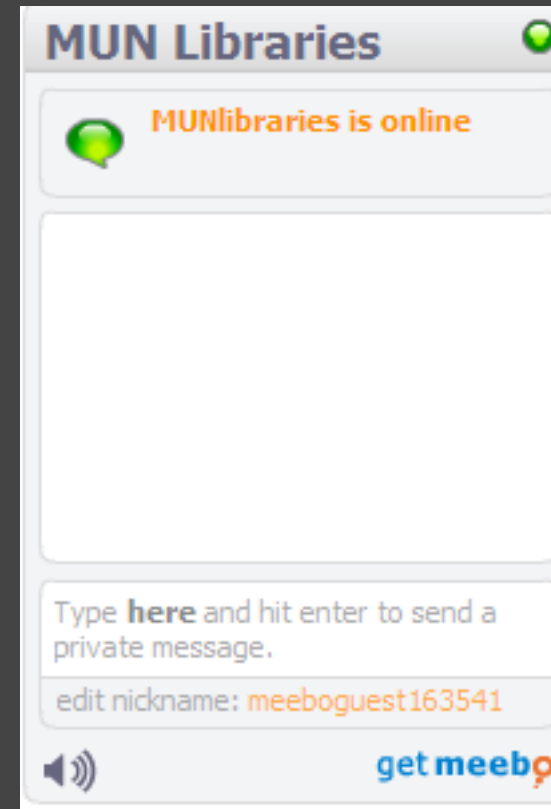 MUN Libraries
MUNlibraries is online
Type here and hit enter to send a
private message.
edit nickname: meeboguest163541
get meebo